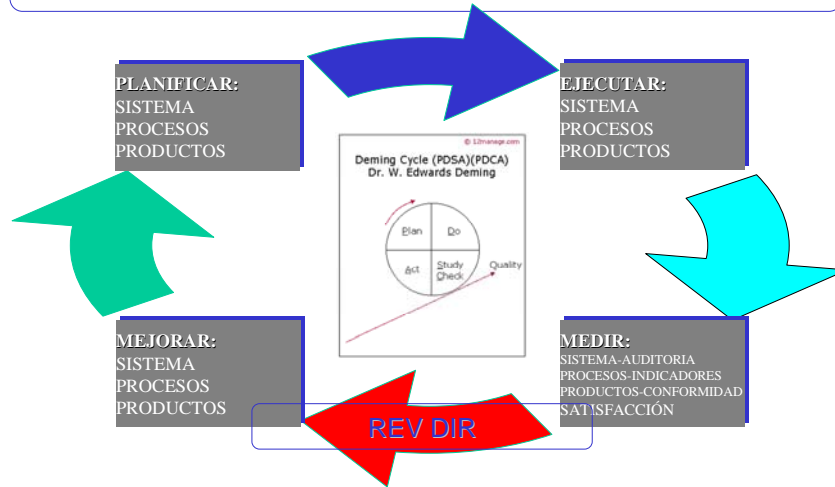 PLANIFICAR:
SISTEMA
PROCESOS
PRODUCTOS
EJECUTAR:
SISTEMA
PROCESOS
PRODUCTOS
© 12manage.com
Deming Cycle (PDSA)(PDCA)
Dr. W. Edwards Deming
Plan
Do
Act
Study
Check
Quality
MEJORAR:
SISTEMA
PROCESOS
PRODUCTOS
MEDIR:
SISTEMA-AUDITORIA
PROCESOS-INDICADORES
PRODUCTOS-CONFORMIDAD
SATISFACCIÓN
REV DIR